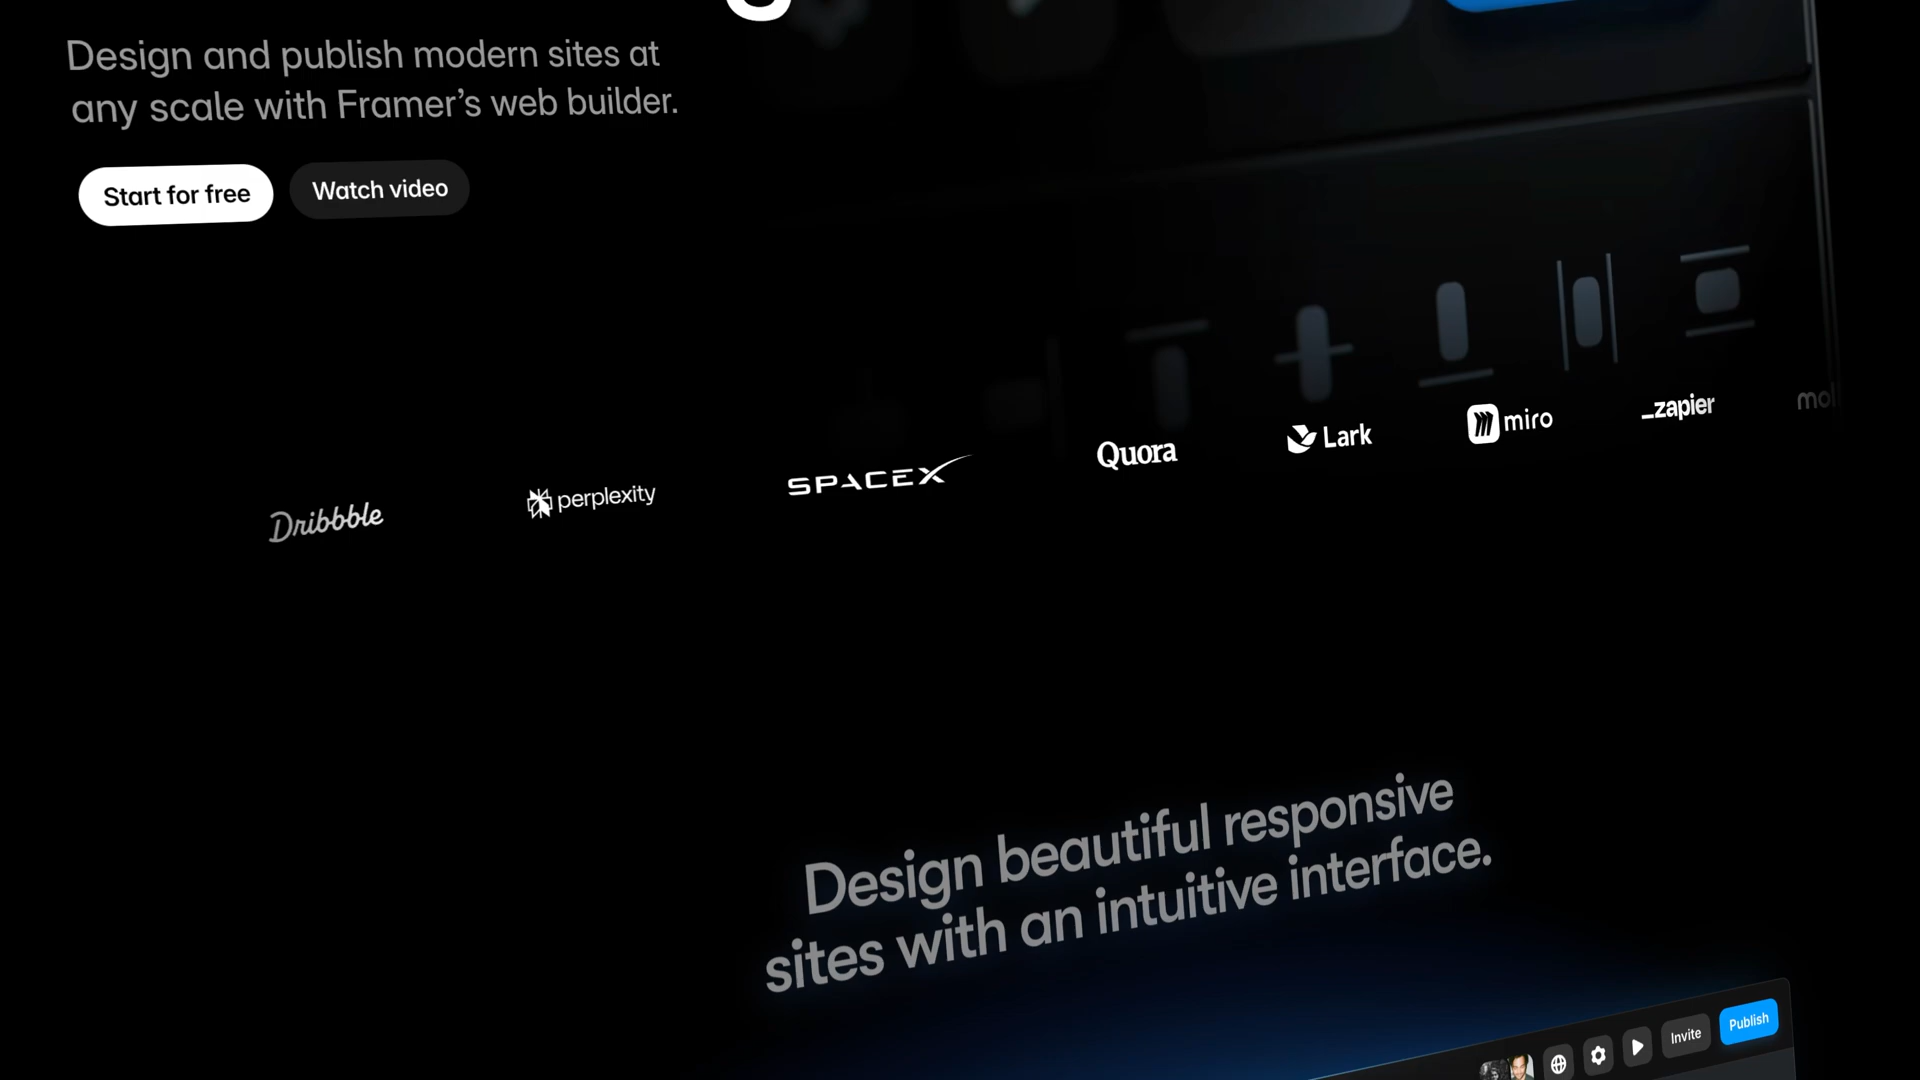 Design and publish modern sites at
any scale with Framer’s web builder.
Start for free
Watch video
Dribbble
perplexity
SPACEX
Quora
Lark
miro
_zapier
Design beautiful responsive
sites with an intuitive interface.
Invite
Publish